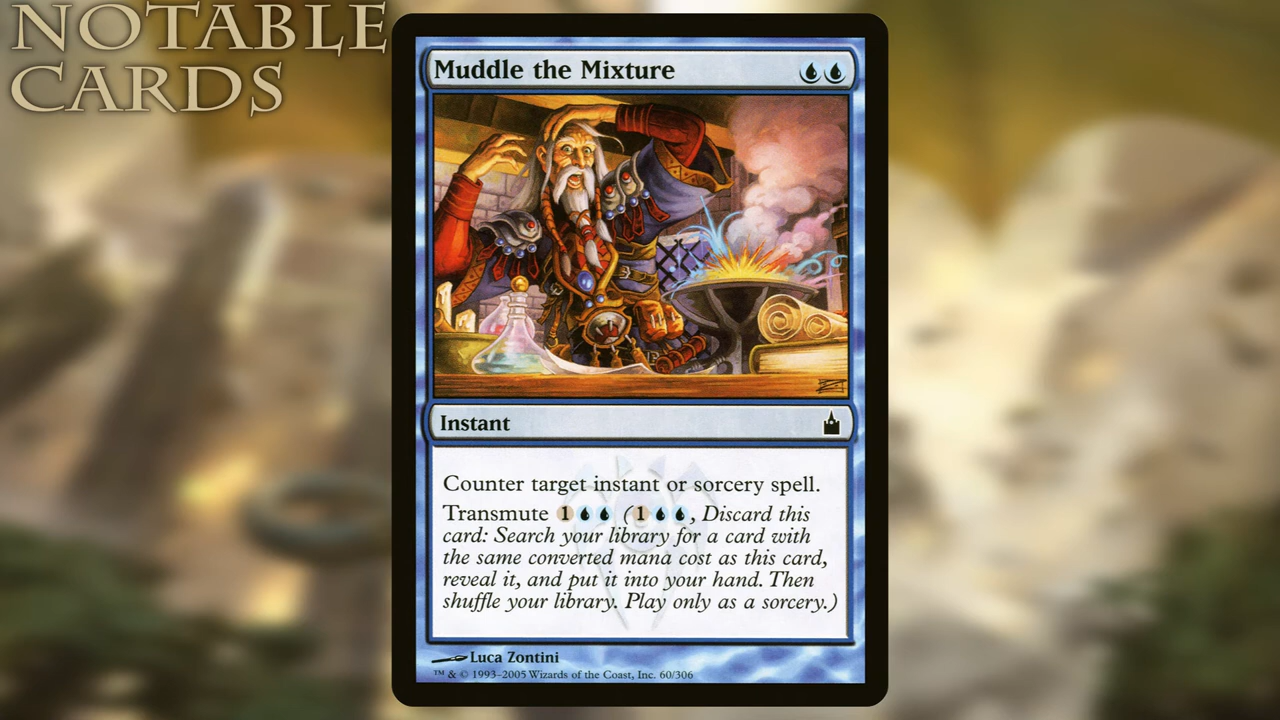 NOTABLE
CARDS
Muddle the Mixture
Instant
Counter target instant or sorcery spell.
Transmute 1 (1, Discard this
card: Search your library for a card with
the same converted mana cost as this card,
reveal it, and put it into your hand. Then
shuffle your library. Play only as a sorcery.)
Luca Zontini
™ & © 1993–2005 Wizards of the Coast, Inc. 60/306